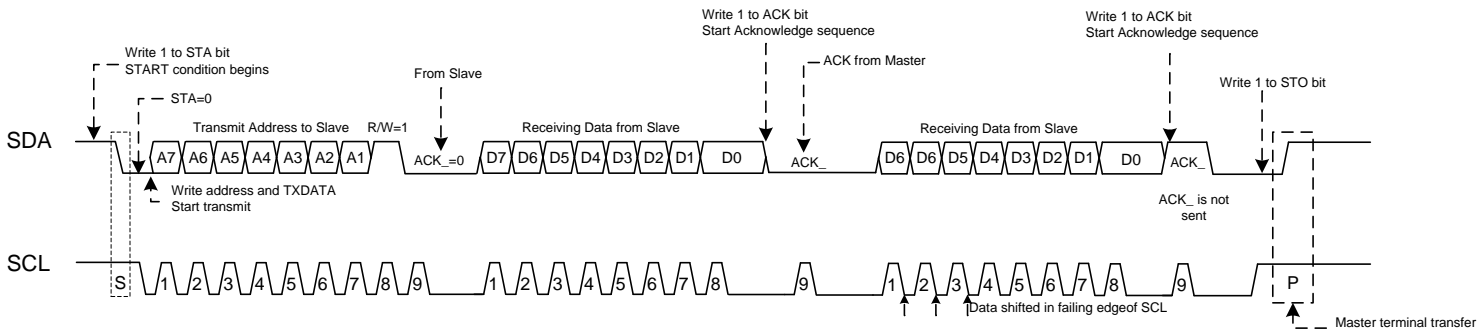 Write 1 to ACK bit
Start Acknowledge sequence
Write 1 to ACK bit
Start Acknowledge sequence
Write 1 to STA bit
START condition begins
From Slave
ACK from Master
Write 1 to STO bit
STA=0
Transmit Address to Slave
R/W=1
Receiving Data from Slave
Receiving Data from Slave
SDA
A7 A6 A5 A4 A3 A2 A1
ACK_=0
D7 D6 D5 D4 D3 D2 D1 D0
ACK_
D6 D6 D5 D4 D3 D2 D1 D0
ACK_
Write address and TXDATA
Start transmit
ACK_ is not
sent
SCL
S
1 2 3 4 5 6 7 8 9
1 2 3 4 5 6 7 8
9
1 2 3 4 5 6 7 8
9
P
Data shifted in failing edgeof SCL
Master terminal transfer